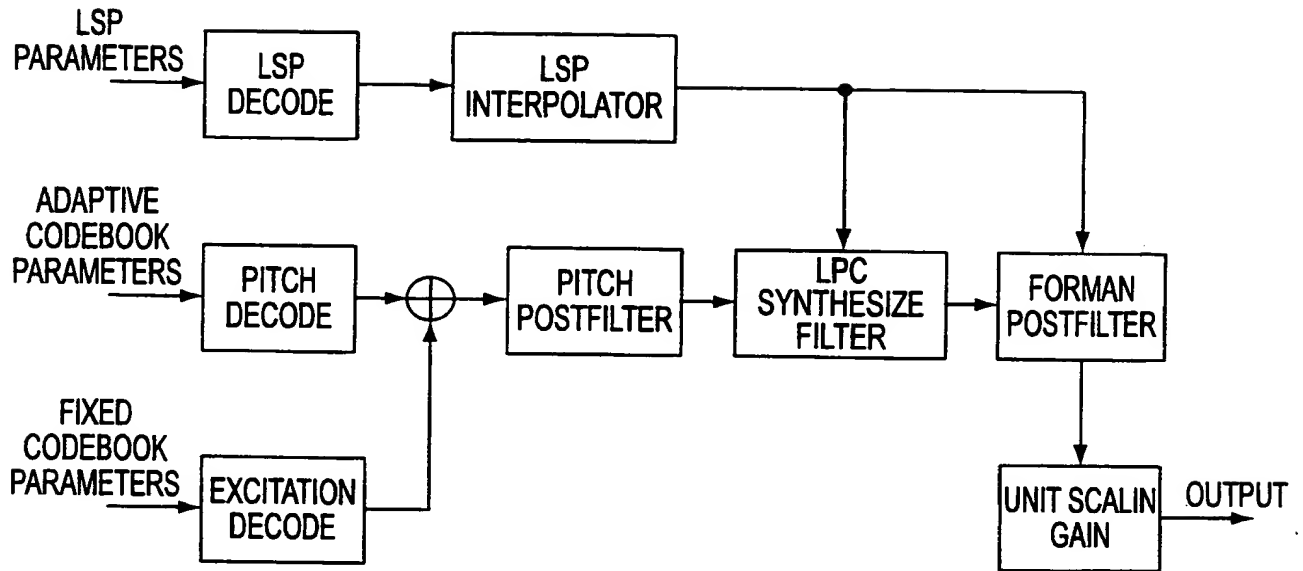 LSP
PARAMETERS
LSP
DECODE
LSP
INTERPOLATOR
ADAPTIVE
CODEBOOK
PARAMETERS
PITCH
DECODE
PITCH
POSTFILTER
LPC
SYNTHESIZE
FILTER
FORMAN
POSTFILTER
FIXED
CODEBOOK
PARAMETERS
EXCITATION
DECODE
UNIT SCALIN
GAIN
OUTPUT